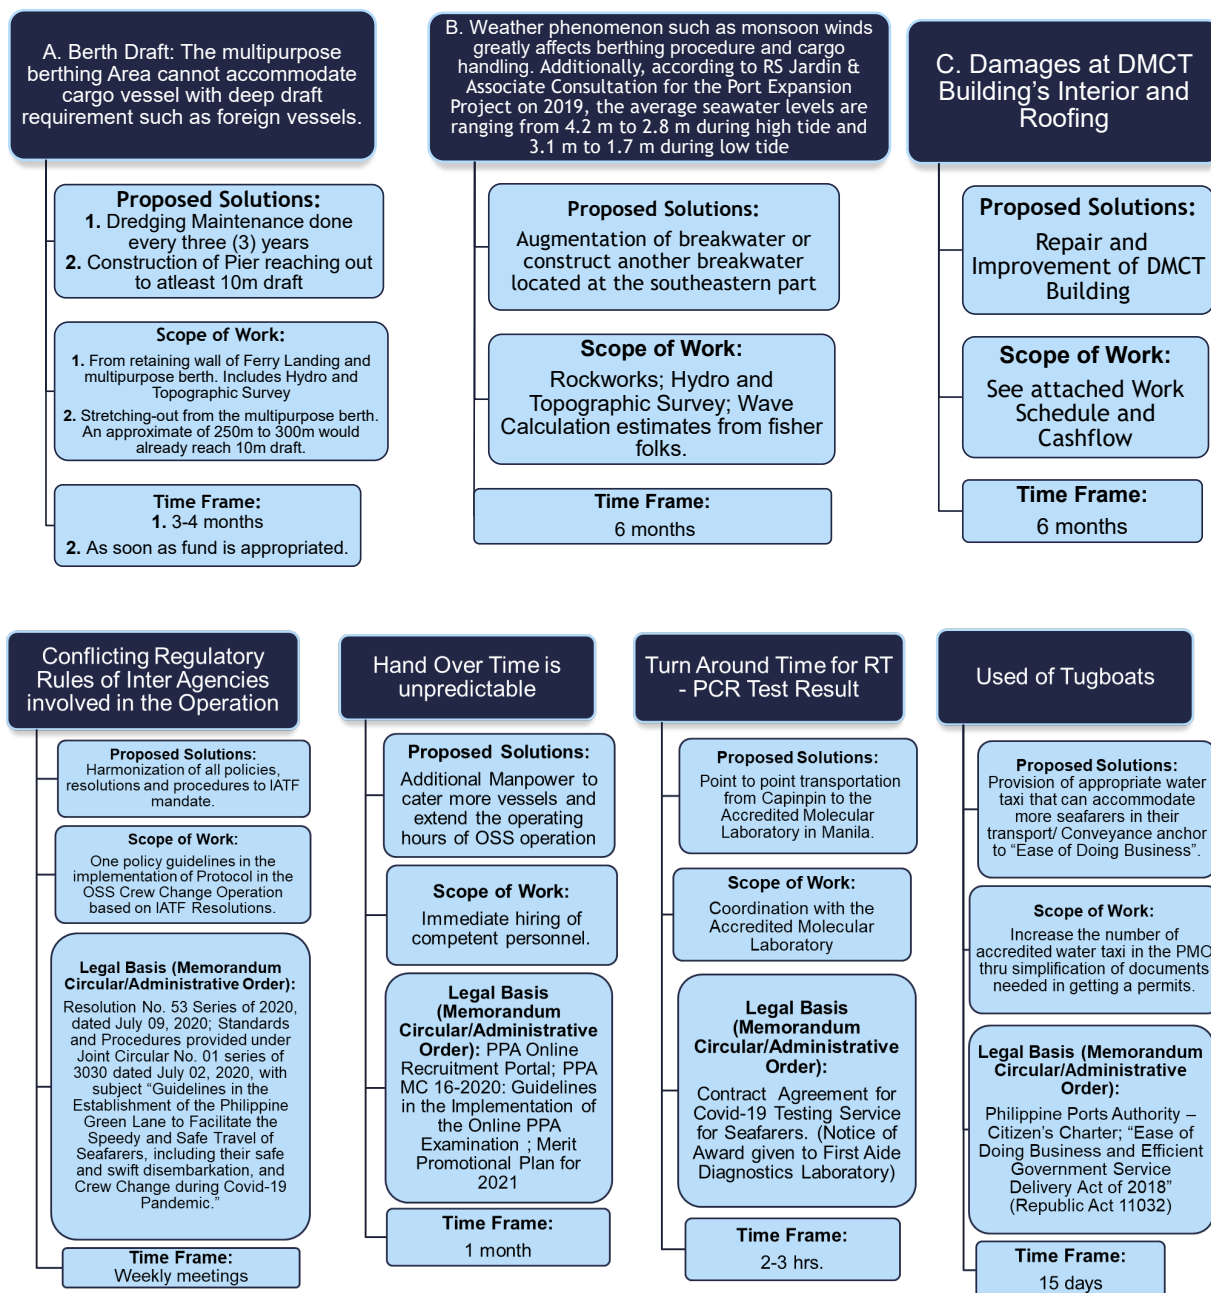 A. Berth Draft: The multipurpose
berthing Area cannot accommodate
cargo vessel with deep draft
requirement such as foreign vessels.
Proposed Solutions:
1. Dredging Maintenance done
every three (3) years
2. Construction of Pier reaching out
to atleast 10m draft
Scope of Work:
1. From retaining wall of Ferry Landing and
multipurpose berth. Includes Hydro and
Topographic Survey
2. Stretching-out from the multipurpose berth.
An approximate of 250m to 300m would
already reach 10m draft.
Time Frame:
1. 3-4 months
2. As soon as fund is appropriated.
B. Weather phenomenon such as monsoon winds
greatly affects berthing procedure and cargo
handling. Additionally, according to RS Jardin &
Associate Consultation for the Port Expansion
Project on 2019, the average seawater levels are
ranging from 4.2 m to 2.8 m during high tide and
3.1 m to 1.7 m during low tide
Proposed Solutions:
Augmentation of breakwater or
construct another breakwater
located at the southeastern part
Scope of Work:
Rockworks; Hydro and
Topographic Survey; Wave
Calculation estimates from fisher
folks.
Time Frame:
6 months
C. Damages at DMCT
Building's Interior and
Roofing
Proposed Solutions:
Repair and
Improvement of DMCT
Building
Scope of Work:
See attached Work
Schedule and
Cashflow
Time Frame:
6 months
Conflicting Regulatory
Rules of Inter Agencies
involved in the Operation
Proposed Solutions:
Harmonization of all policies,
resolutions and procedures to IATF
mandate.
Scope of Work:
One policy guidelines in the
implementation of Protocol in the
OSS Crew Change Operation
based on IATF Resolutions.
Legal Basis (Memorandum
Circular/Administrative Order):
Resolution No. 53 Series of 2020,
dated July 09, 2020; Standards
and Procedures provided under
Joint Circular No. 01 series of
3030 dated July 02, 2020, with
subject “Guidelines in the
Establishment of the Philippine
Green Lane to Facilitate the
Speedy and Safe Travel of
Seafarers, including their safe
and swift disembarkation, and
Crew Change during Covid-19
Pandemic.”
Time Frame:
Weekly meetings
Hand Over Time is
unpredictable
Proposed Solutions:
Additional Manpower to
cater more vessels and
extend the operating
hours of OSS operation
Scope of Work:
Immediate hiring of
competent personnel.
Legal Basis
(Memorandum
Circular/Administrative
Order): PPA Online
Recruitment Portal; PPA
MC 16-2020: Guidelines
in the Implementation of
the Online PPA
Examination ; Merit
Promotional Plan for
2021
Time Frame:
1 month
Turn Around Time for RT
- PCR Test Result
Proposed Solutions:
Point to point transportation
from Capinpin to the
Accredited Molecular
Laboratory in Manila.
Scope of Work:
Coordination with the
Accredited Molecular
Laboratory
Legal Basis
(Memorandum
Circular/Administrative
Order):
Contract Agreement for
Covid-19 Testing Service
for Seafarers. (Notice of
Award given to First Aide
Diagnostics Laboratory)
Time Frame:
2-3 hrs.
Used of Tugboats
Proposed Solutions:
Provision of appropriate water
taxi that can accommodate
more seafarers in their
transport/ Conveyance anchor
to “Ease of Doing Business”.
Scope of Work:
Increase the number of
accredited water taxi in the PMO
thru simplification of documents
needed in getting a permits.
Legal Basis (Memorandum
Circular/Administrative
Order):
Philippine Ports Authority –
Citizen's Charter; “Ease of
Doing Business and Efficient
Government Service
Delivery Act of 2018”
(Republic Act 11032)
Time Frame:
15 days